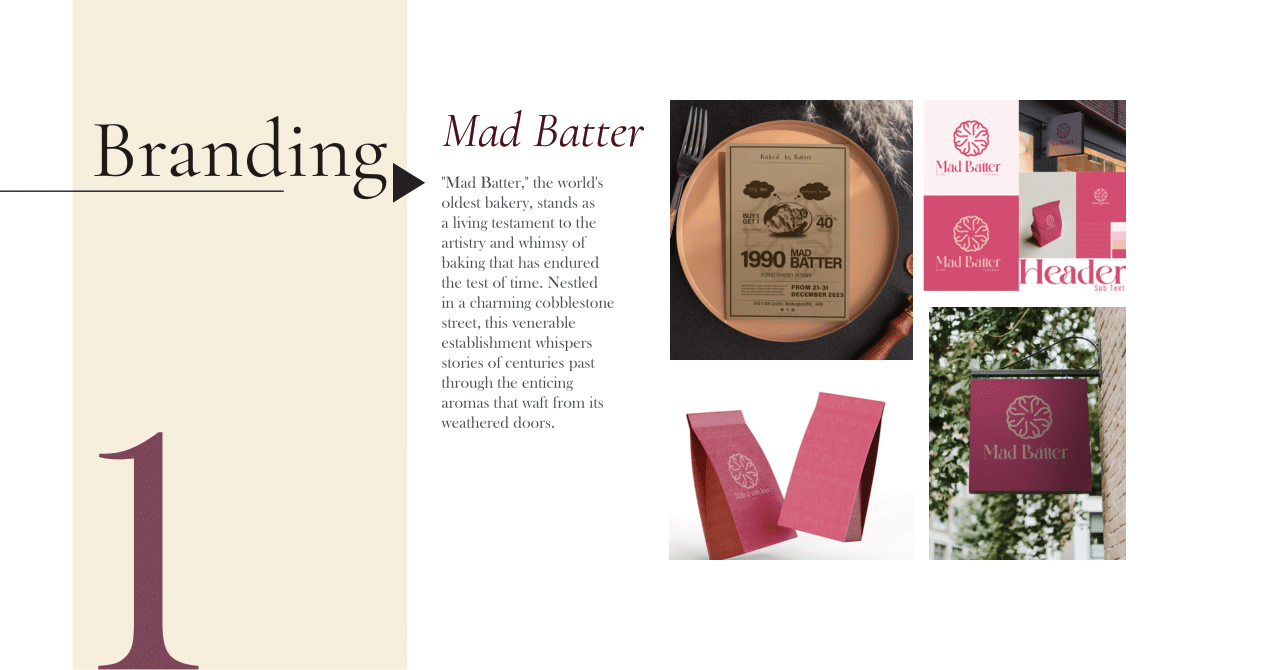 Branding
1
Mad Batter
"Mad Batter," the world's
oldest bakery, stands as
a living testament to the
artistry and whimsy of
baking that has endured
the test of time. Nestled
in a charming cobblestone
street, this venerable
establishment whispers
stories of centuries past
through the enticing
aromas that waft from its
weathered doors.
Baked by Batter
BUY 1
GET 1
40
1990 MAD
BATTER
FROM 21-31
DECEMBER 2023
Mad Batter
Mad Batter
Header
Sub Text
Mad Batter